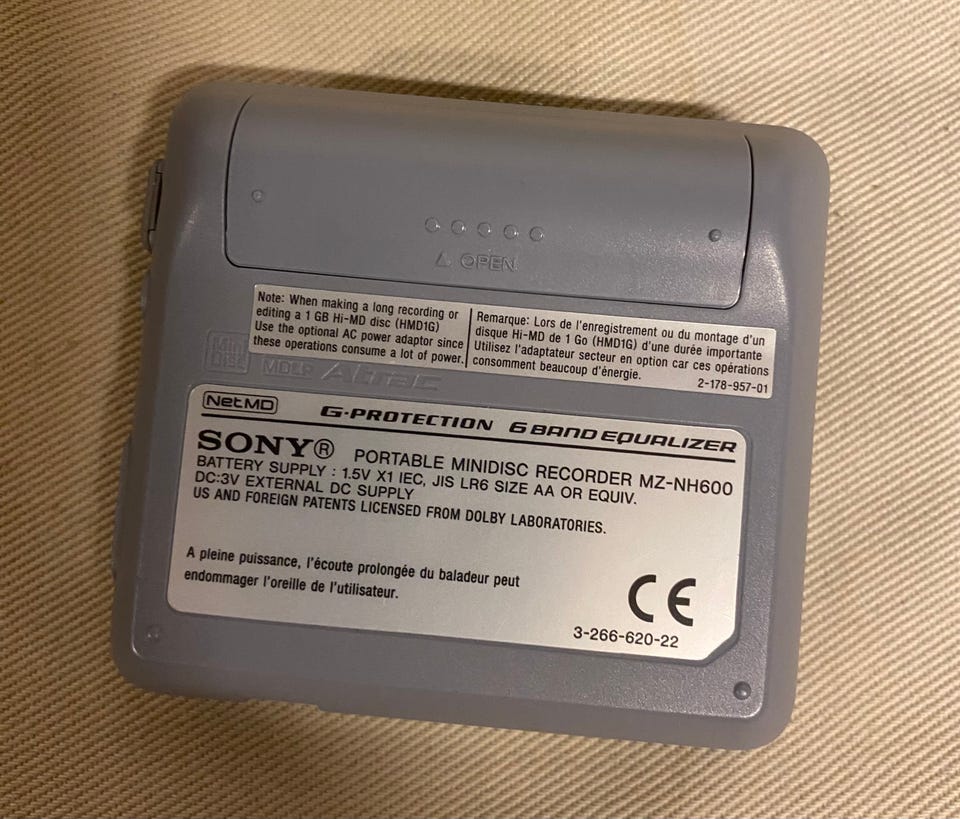 △ OPEN
Note: When making a long recording or
editing a 1 GB Hi-MD disc (HMD1G)
Use the optional AC power adaptor since
these operations consume a lot of power.
Remarque: Lors de l'enregistrement ou du montage d'un
disque Hi-MD de 1 Go (HMD1G) d'une durée importante
Utilisez l'adaptateur secteur en option car ces opérations
consomment beaucoup d'énergie.
2-178-957-01
Mini
DISC
MDLP
Atrac
NetMD
G-PROTECTION
6 BAND EQUALIZER
SONY® PORTABLE MINIDISC RECORDER MZ-NH600
BATTERY SUPPLY : 1.5V X1 IEC, JIS LR6 SIZE AA OR EQUIV.
DC:3V EXTERNAL DC SUPPLY
US AND FOREIGN PATENTS LICENSED FROM DOLBY LABORATORIES.
A pleine puissance, l'écoute prolongée du baladeur peut
endommager l'oreille de l'utilisateur.
CE
3-266-620-22